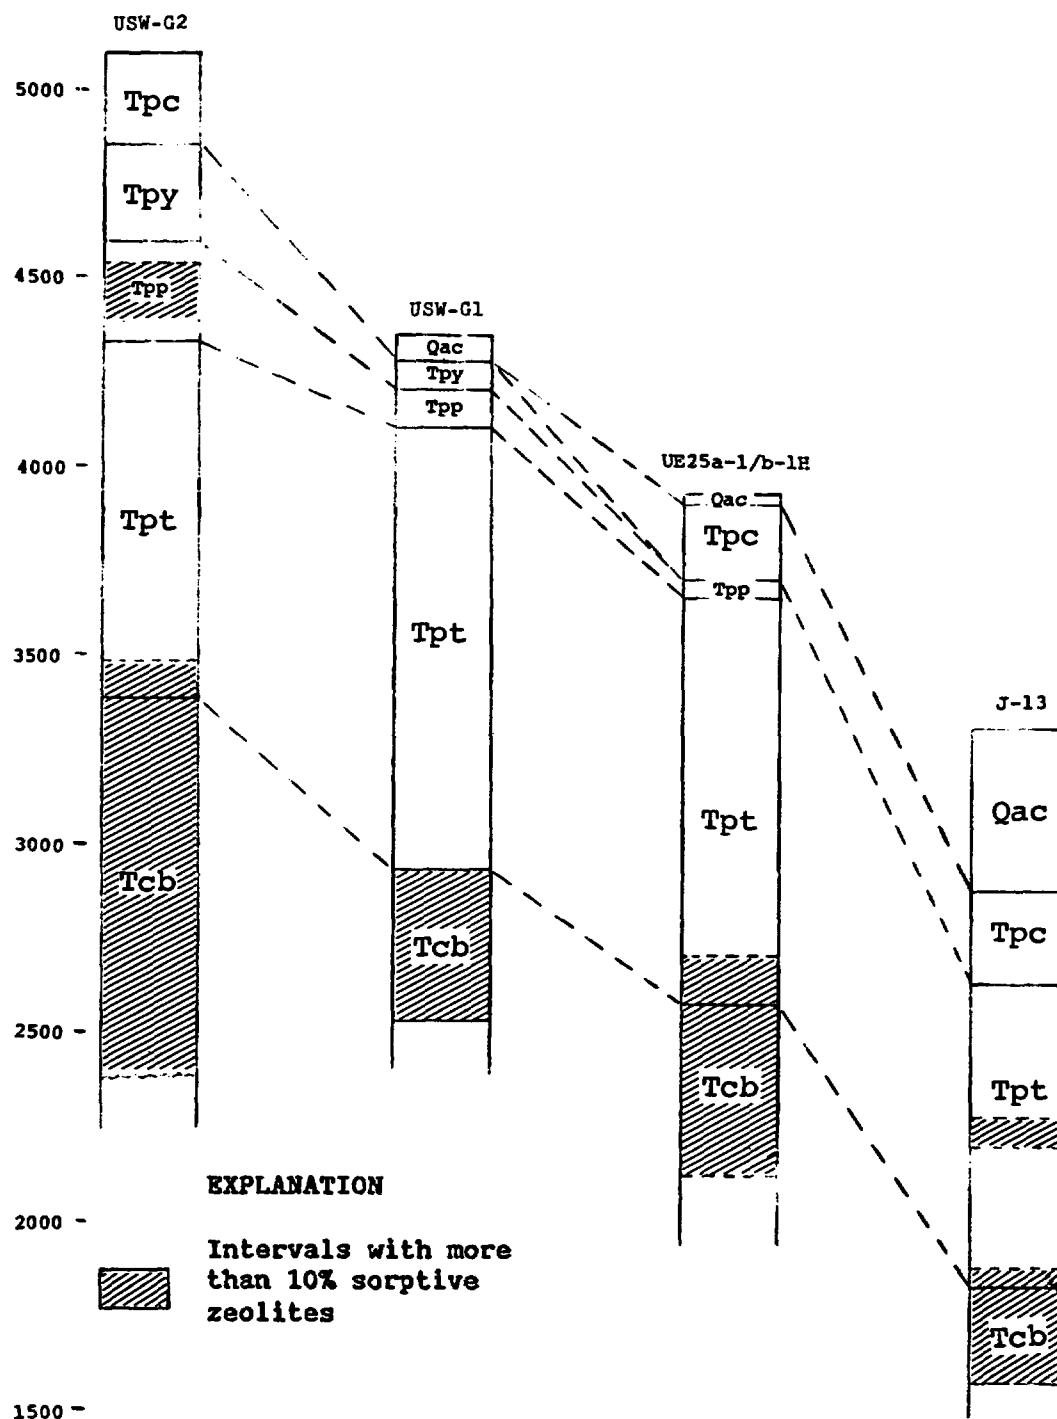 USW-G2
5000
Tpc
Tpy
4500
Tpp
USW-G1
Qac
Tpy
Tpp
4000
UE25a-1/b-1H
Qac
Tpc
Tpp
Tpt
3500
Tpt
J-13
Tpt
Qac
3000
Tcb
Tpc
Tcb
2500
Tcb
Tpt
EXPLANATION
2000
Intervals with more
than 10% sorptive
zeolites
Tcb
1500